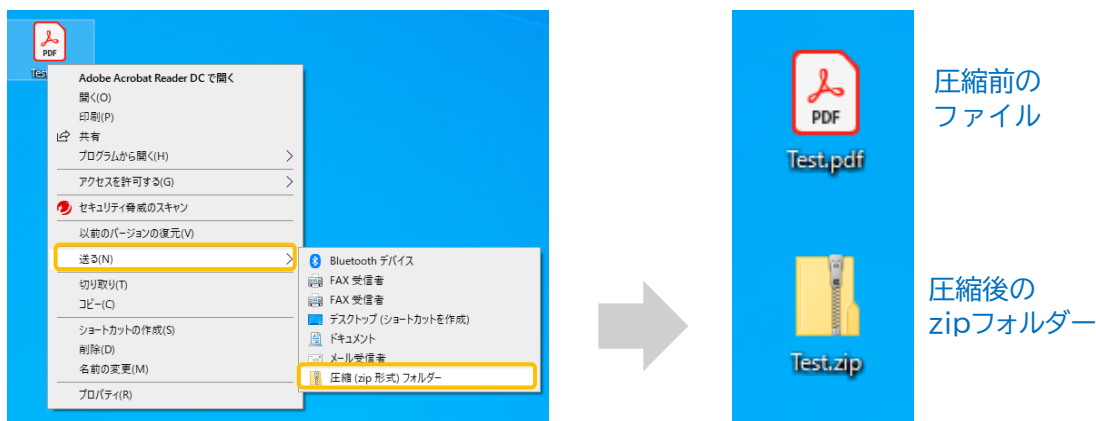 PDF
Tes
Adobe Acrobat Reader DC で開く
開く(O)
印刷(P)
共有
プログラムから開く(H)
アクセスを許可する(G)
セキュリティ脅威のスキャン
以前のバージョンの復元(V)
送る(N)
切り取り(T)
コピー(C)
ショートカットの作成(S)
削除(D)
名前の変更(M)
プロパティ(R)
Bluetooth デバイス
FAX 受信者
FAX 受信者
デスクトップ (ショートカットを作成)
ドキュメント
メール受信者
圧縮 (zip 形式) フォルダー
PDF
Test.pdf
圧縮前の
ファイル
Test.zip
圧縮後の
zipフォルダー